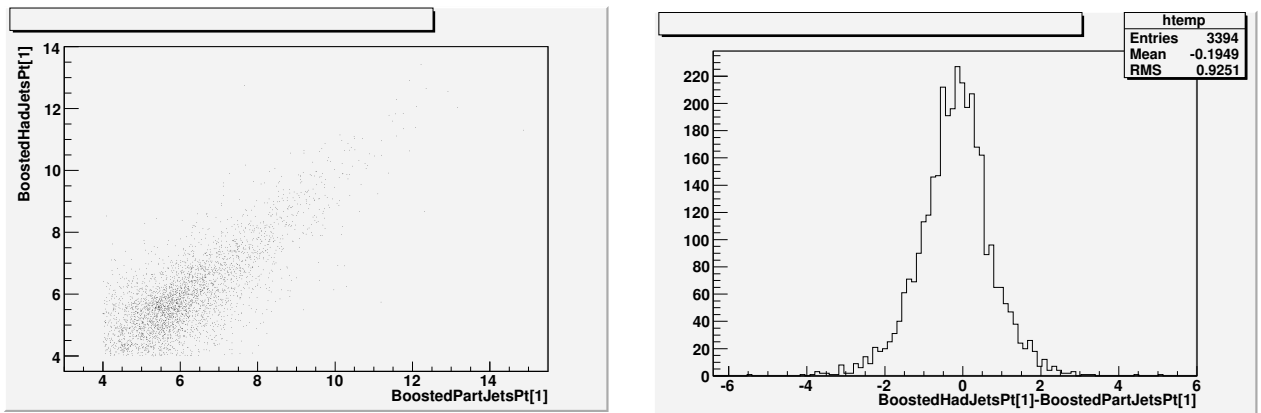 BoostedHadJetsPt[1]
14
12
10
8
6
4
4 6 8 10 12 14
BoostedPartJetsPt[1]
htemp
Entries 3394
Mean -0.1949
RMS 0.9251
220
200
180
160
140
120
100
80
60
40
20
0
-6 -4 -2 0 2 4 6
BoostedHadJetsPt[1]-BoostedPartJetsPt[1]